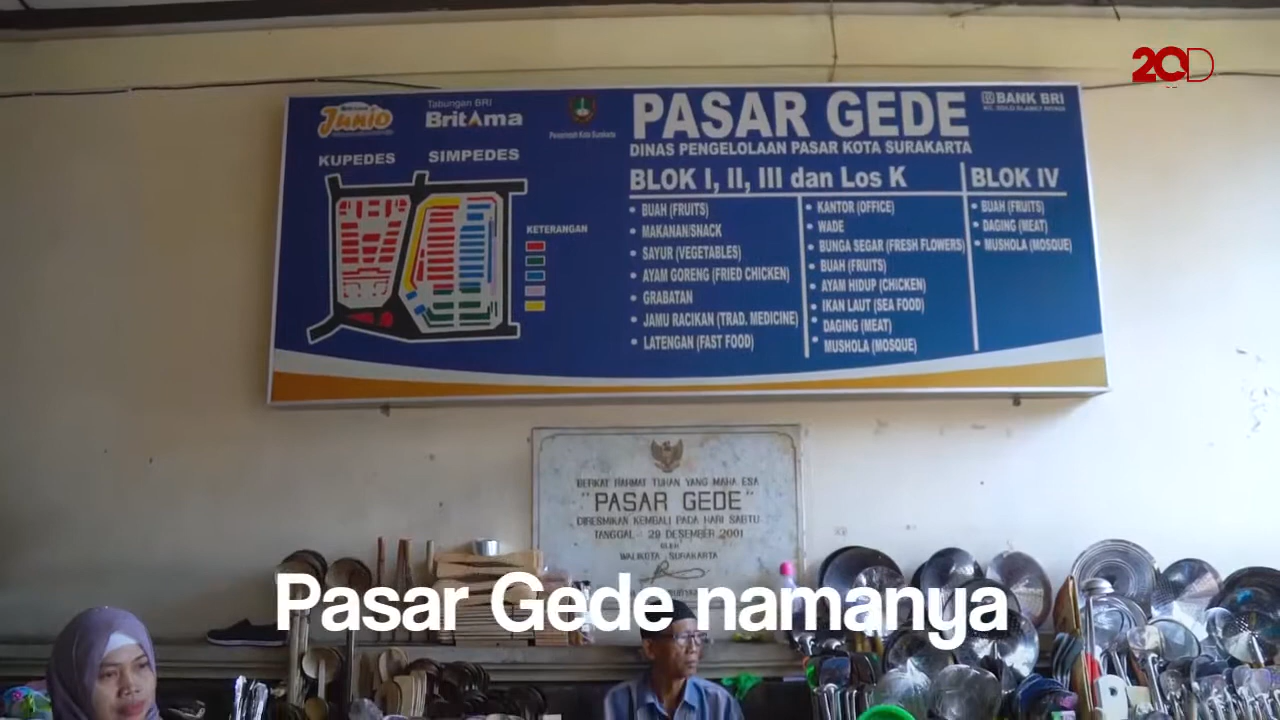 20D
Junio
Tabungan BRI
BritAma
Pemerintah Kota Surakarta
KUPEDES
SIMPEDES
KETERANGAN
PASAR GEDE
BANK BRI
DINAS PENGELOLAAN PASAR KOTA SURAKARTA
BLOK I, II, III dan Los K
• BUAH (FRUITS)
• MAKANAN/SNACK
• SAYUR (VEGETABLES)
• AYAM GORENG (FRIED CHICKEN)
• GRABATAN
• JAMU RACIKAN (TRAD. MEDICINE)
• LATENGAN (FAST FOOD)
• KANTOR (OFFICE)
• WADE
• BUNGA SEGAR (FRESH FLOWERS)
• BUAH (FRUITS)
• AYAM HIDUP (CHICKEN)
• IKAN LAUT (SEA FOOD)
• DAGING (MEAT)
• MUSHOLA (MOSQUE)
BLOK IV
• BUAH (FRUITS)
• DAGING (MEAT)
• MUSHOLA (MOSQUE)
BERKAT RAHMAT TUHAN YANG MAHA ESA
"PASAR GEDE"
DIRESMIKAN KEMBALI PADA HARI SABTU
TANGGAL 29 DESEMBER 2001
OLEH
WALIKOTA SURAKARTA
Pasar Gede namanya